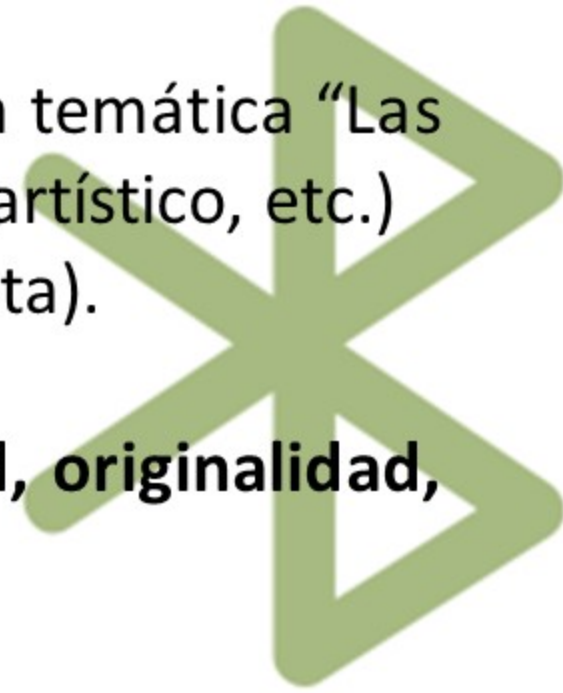 temática “Las
artístico, etc.)
ta).
, originalidad,